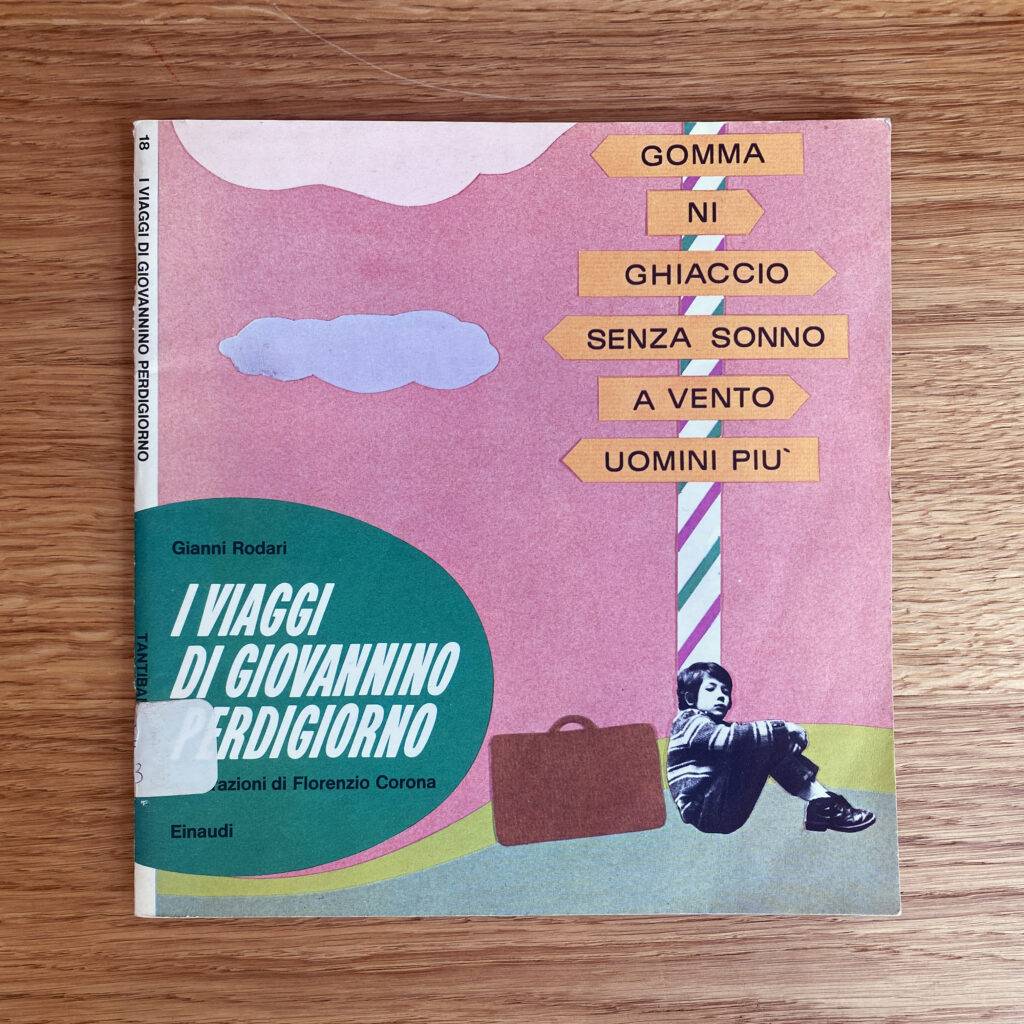 GOMMA
NI
GHIACCIO
SENZA SONNO
A VENTO
UOMINI PIU`
Gianni Rodari
I VIAGGI
DI GIOVANNINO
PERDIGIORNO
di Florenzio Corona
Einaudi
18 I VIAGGI DI GIOVANNINO PERDIGIORNO
3